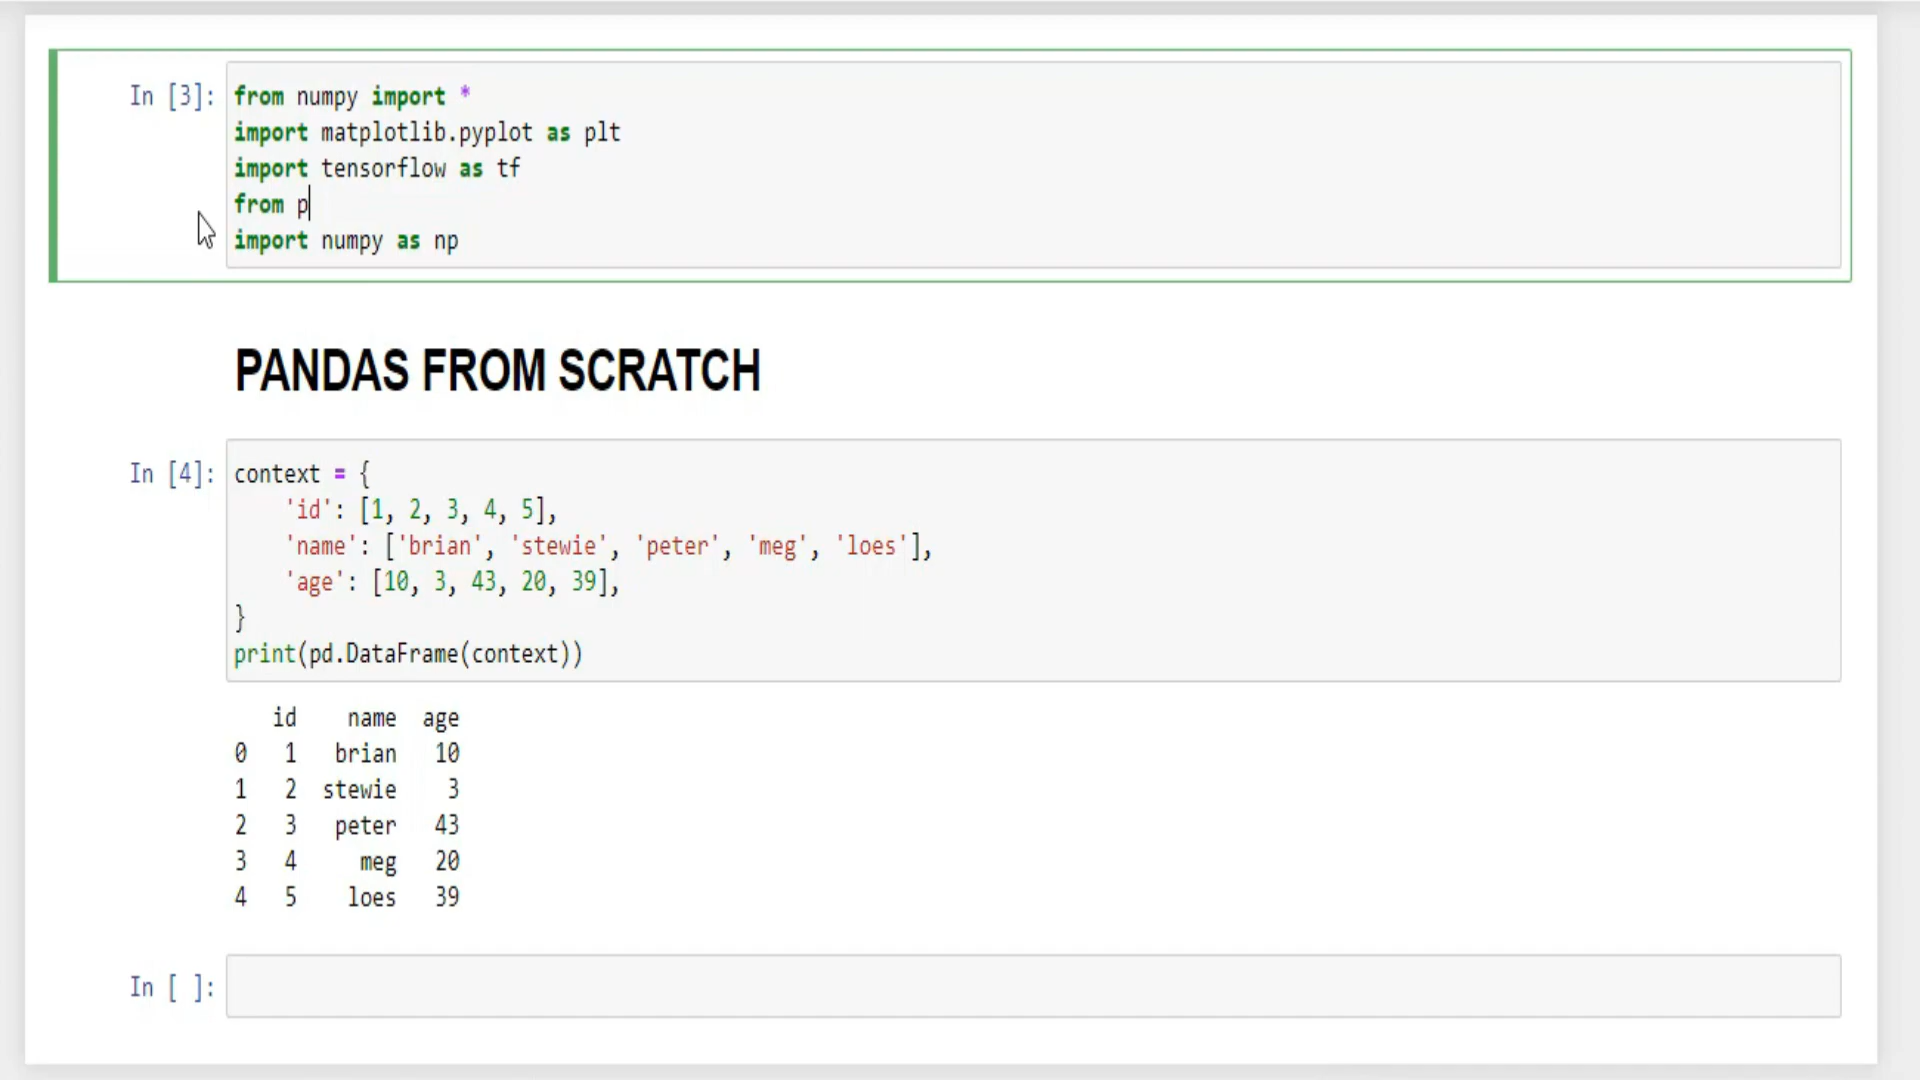 In [3]: from numpy import *
import matplotlib.pyplot as plt
import tensorflow as tf
from p
import numpy as np
PANDAS FROM SCRATCH
In [4]: context = {
    'id': [1, 2, 3, 4, 5],
    'name': ['brian', 'stewie', 'peter', 'meg', 'loes'],
    'age': [10, 3, 43, 20, 39],
}
print(pd.DataFrame(context))
   id    name  age
0   1   brian   10
1   2  stewie    3
2   3   peter   43
3   4     meg   20
4   5    loes   39
In [ ]: